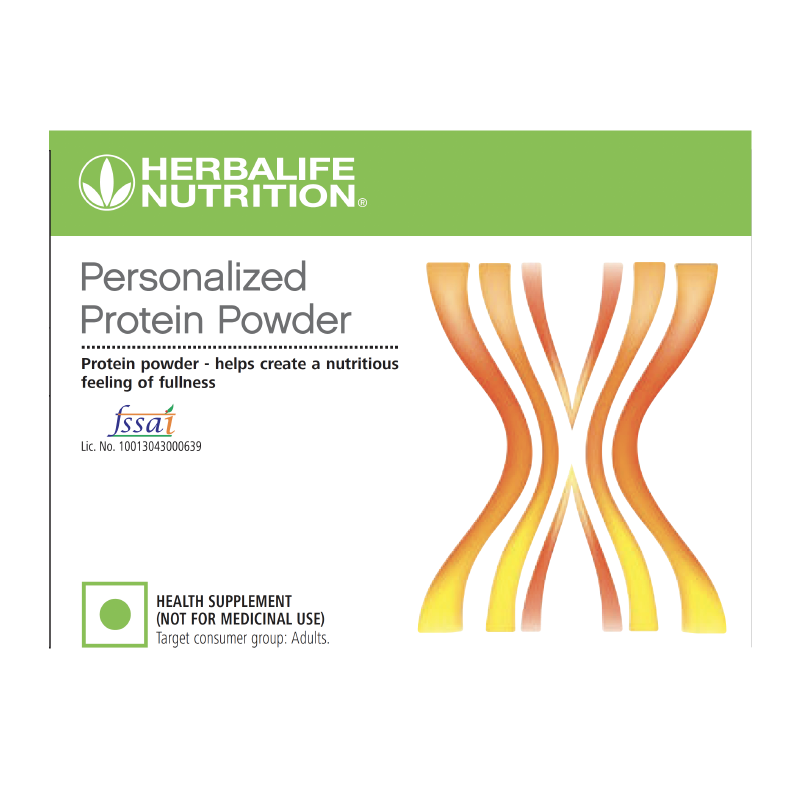 HERBALIFE
NUTRITION®
Personalized
Protein Powder
Protein powder - helps create a nutritious
feeling of fullness
fssai
Lic. No. 10013043000639
HEALTH SUPPLEMENT
(NOT FOR MEDICINAL USE)
Target consumer group: Adults.